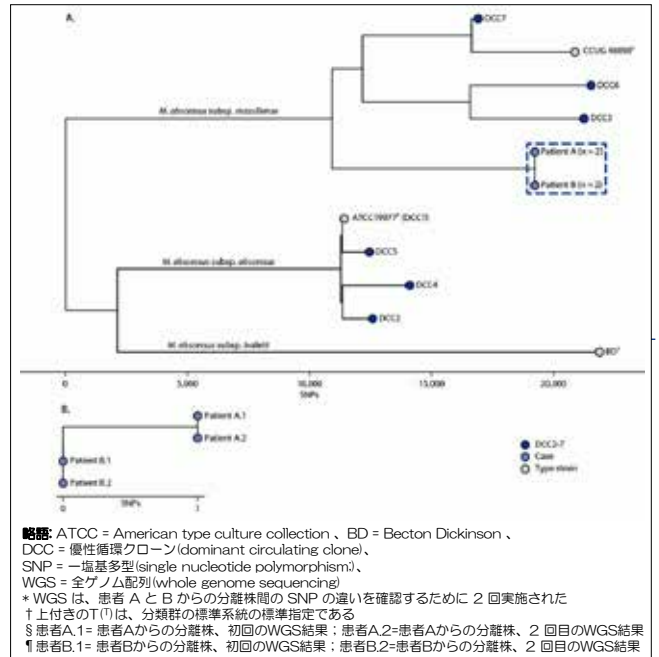 A.
DCC7
DCC6
DCC3
Patient A (n = 2)
Patient B (n = 2)
M. abscessus subsp. massiliense
ATCC19977T (DCC1)
DCC5
M. abscessus subsp. abscessus
DCC4
DCC2
M. abscessus subsp. bolletii
BDT
0 5,000 10,000 15,000 20,000
SNPs
B.
Patient A.1
Patient A.2
Patient B.1
Patient B.2
0 SNPs 1
DCC2-7
Case
Type strain
略語: ATCC = American type culture collection 、BD = Becton Dickinson 、
DCC = 優性循環クローン(dominant circulating clone)、
SNP = 一塩基多型(single nucleotide polymorphism;)、
WGS = 全ゲノム配列(whole genome sequencing)
* WGS は、患者 A と B からの分離株間の SNP の違いを確認するために 2 回実施された
† 上付きのT(T)は、分類群の標準系統の標準指定である
§ 患者A.1= 患者Aからの分離株、初回のWGS結果；患者A.2=患者Aからの分離株、2 回目のWGS結果
¶ 患者B.1= 患者Bからの分離株、初回のWGS結果；患者B.2=患者Bからの分離株、2 回目のWGS結果